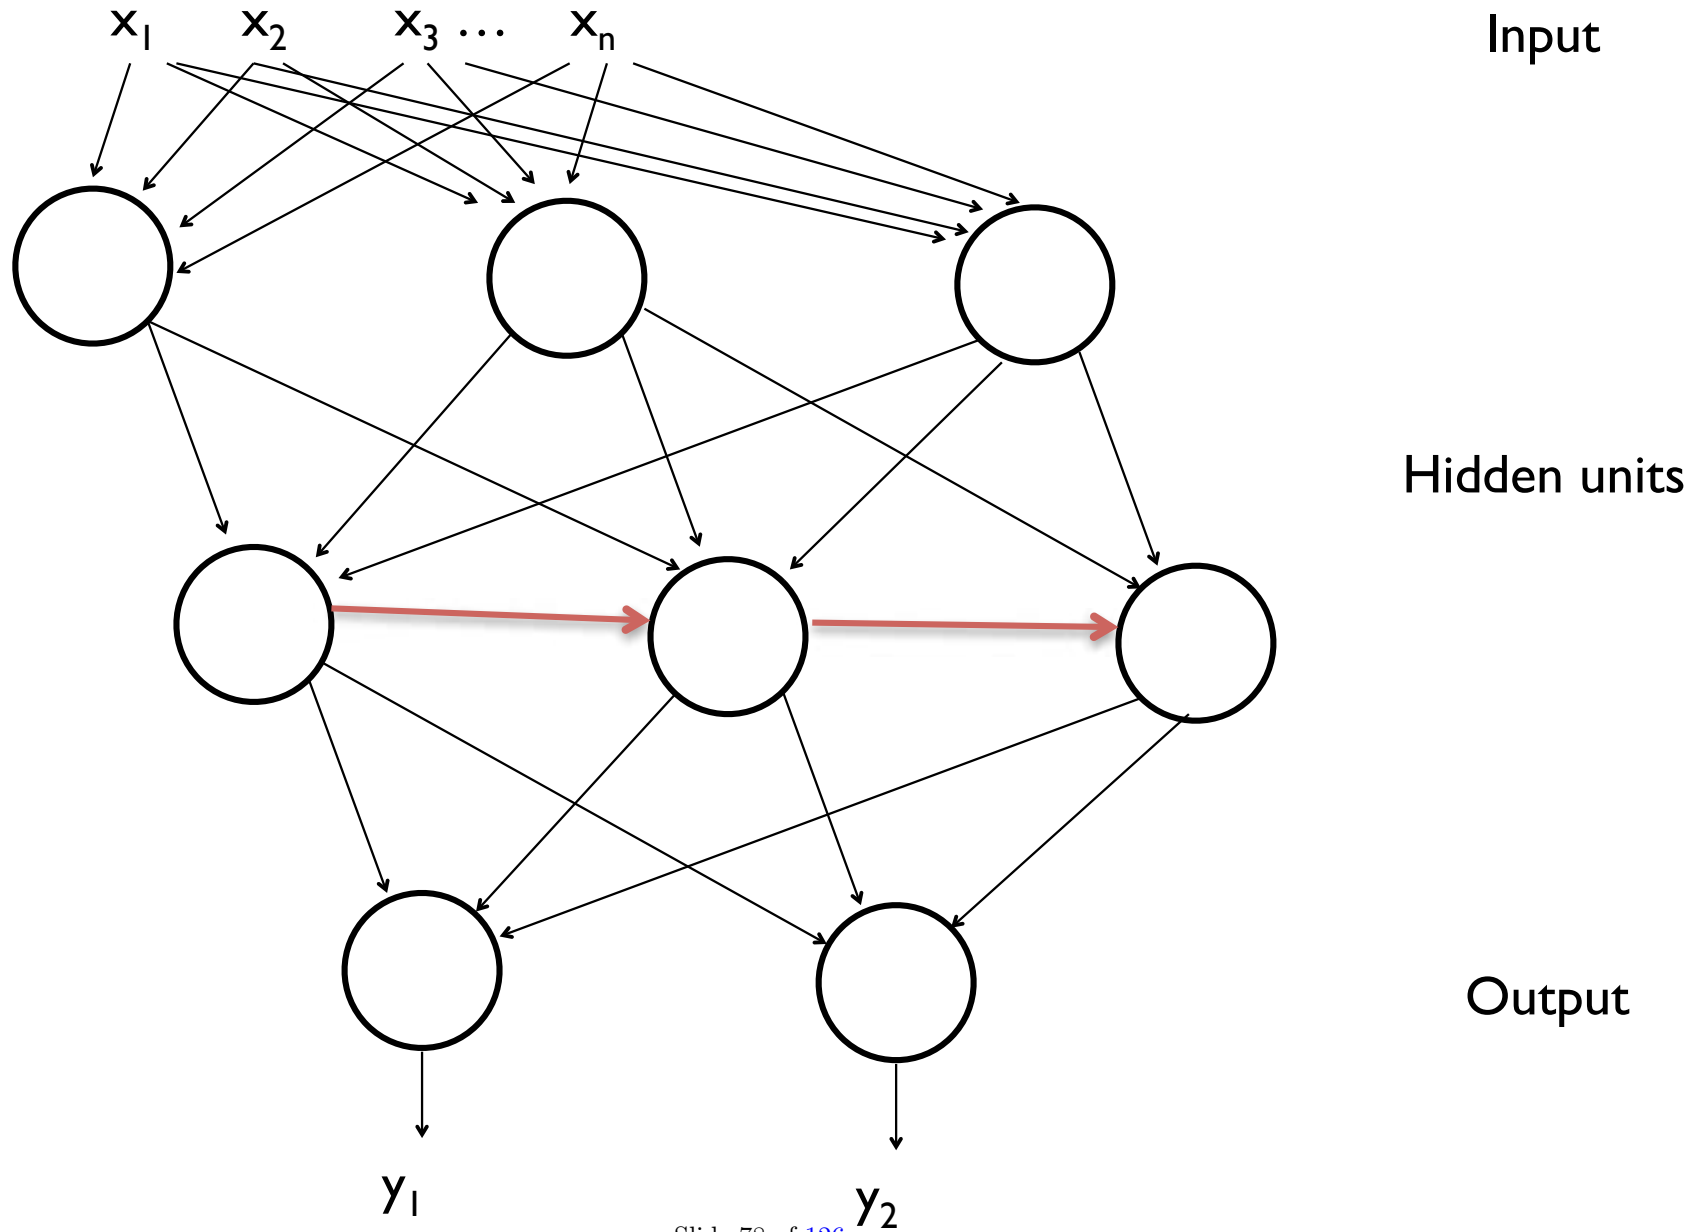 x1 x2 x3 … xn Input
Hidden units
Output
y1 y2